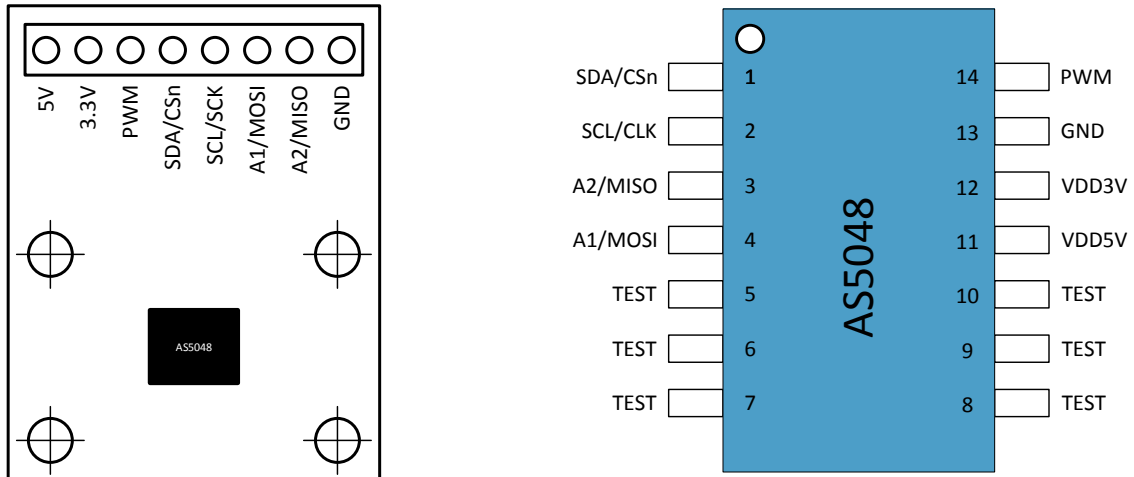 5V
3.3V
PWM
SDA/CSn
SCL/SCK
A1/MOSI
A2/MISO
GND
AS5048
SDA/CSn 1 14 PWM
SCL/CLK 2 13 GND
A2/MISO 3 12 VDD3V
A1/MOSI 4 11 VDD5V
TEST 5 10 TEST
TEST 6 9 TEST
TEST 7 8 TEST
AS5048